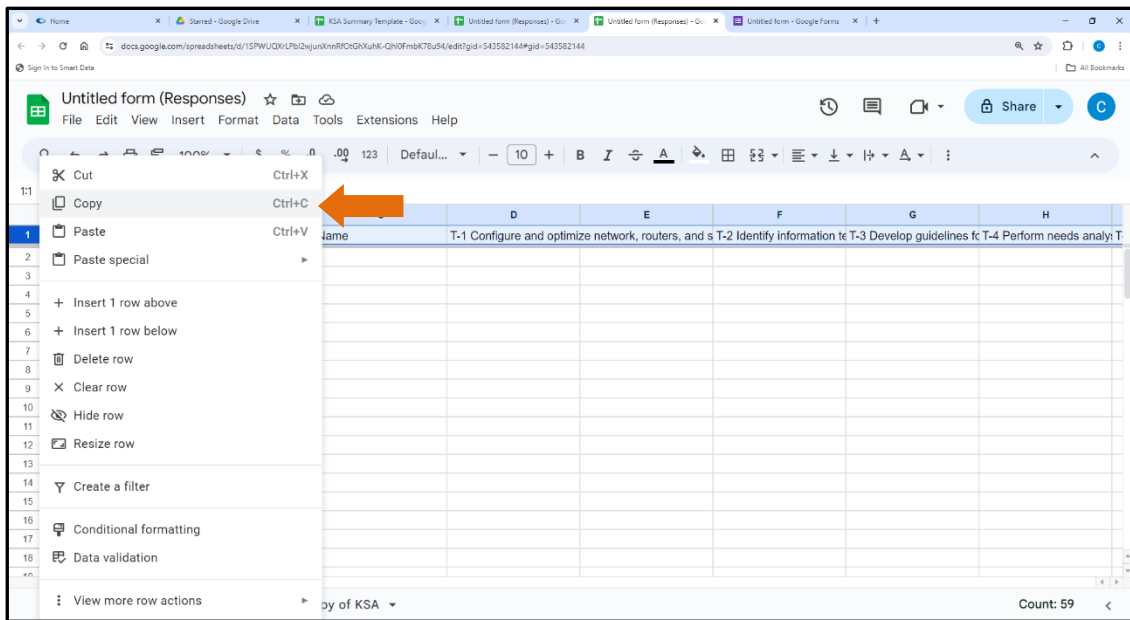 Home
Starred - Google Drive
KSA Summary Template - Goog
Untitled form (Responses) - Go
Untitled form (Responses) - Go
Untitled form - Google Forms
docs.google.com/spreadsheets/d/1SPWUQXrLPbl2wjunXnnRfOtGhXuhK-QhI0FmbK78u94/edit?gid=543582144#gid=543582144
Sign In to Smart Data
All Bookmarks
Untitled form (Responses)
File Edit View Insert Format Data Tools Extensions Help
Share
C
100% $ % .0 .00 123 Defaul... 10 B I A
1:1
Cut Ctrl+X
Copy Ctrl+C
Paste Ctrl+V
Paste special
Insert 1 row above
Insert 1 row below
Delete row
Clear row
Hide row
Resize row
Create a filter
Conditional formatting
Data validation
View more row actions
D E F G H
1 Name T-1 Configure and optimize network, routers, and s T-2 Identify information te T-3 Develop guidelines fo T-4 Perform needs analys T-
2
3
4
5
6
7
8
9
10
11
12
13
14
15
16
17
18
py of KSA
Count: 59